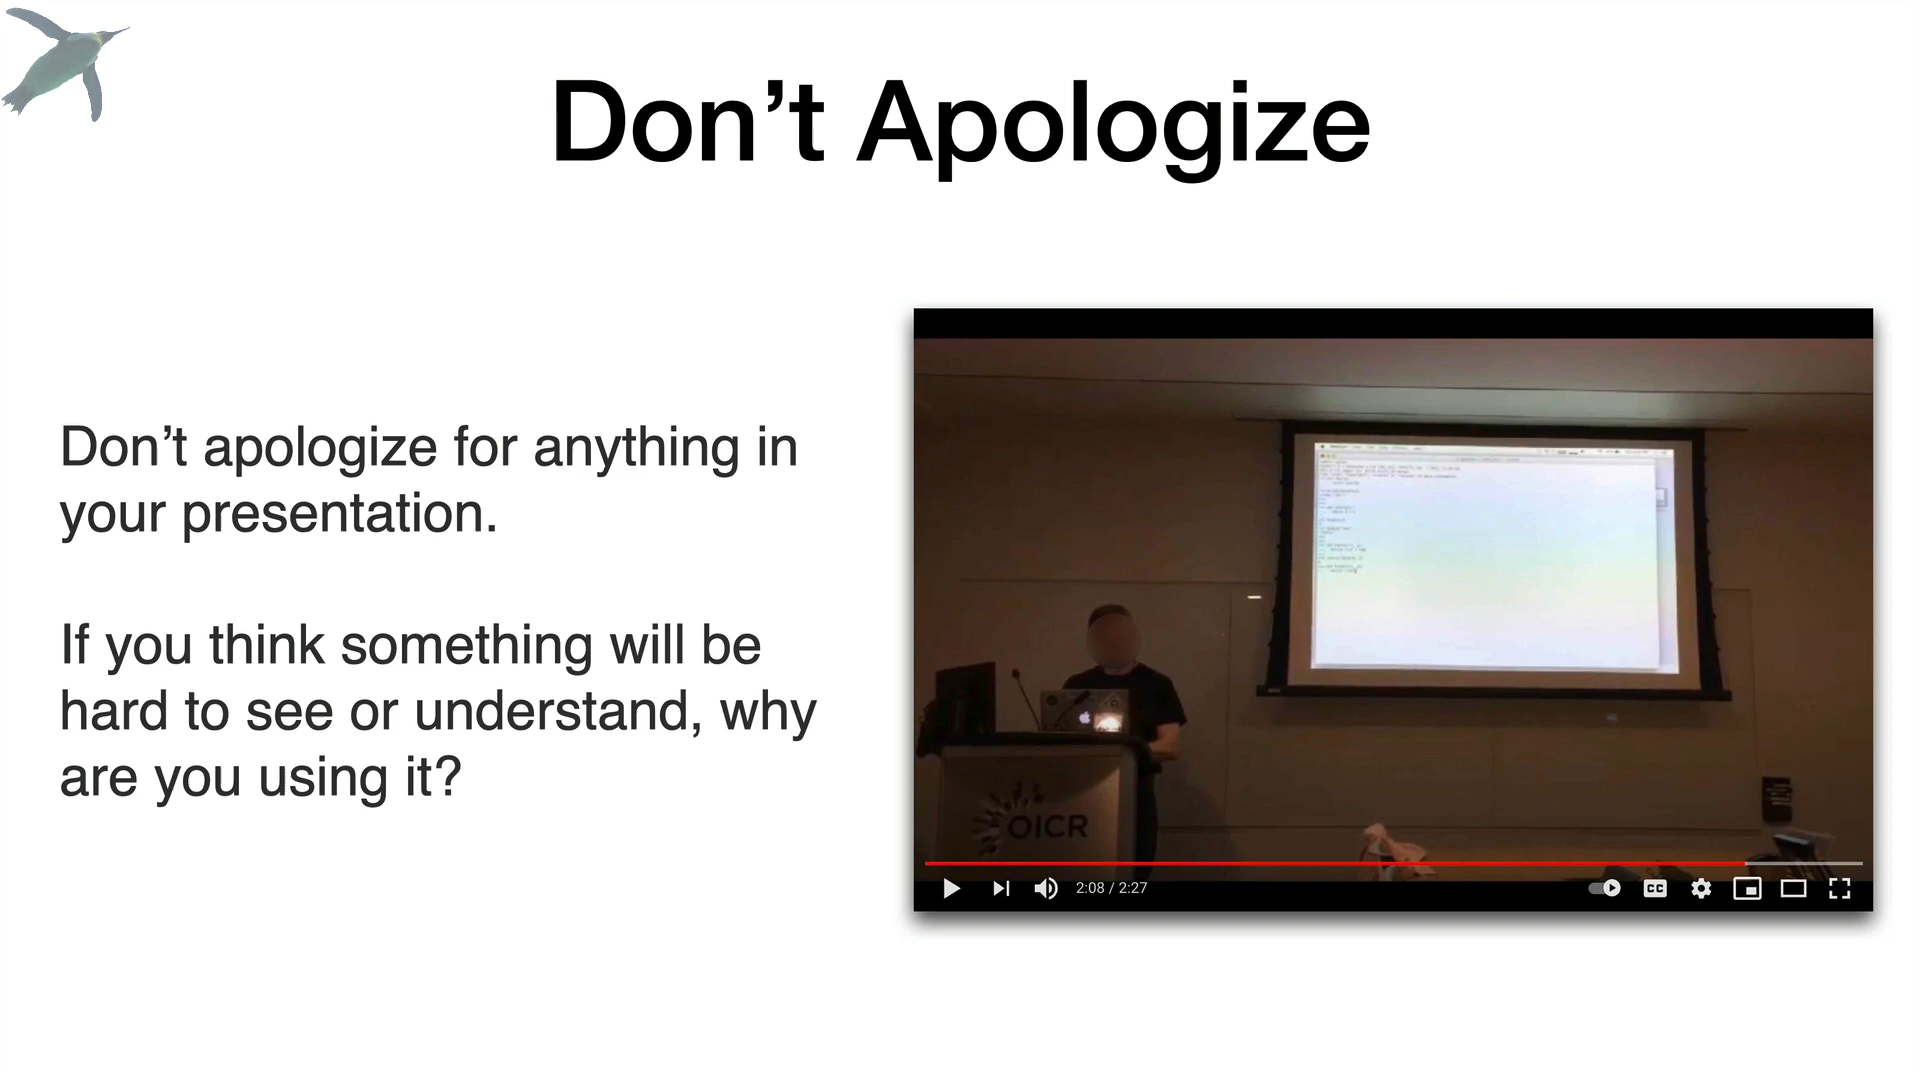 Don’t Apologize
Don’t apologize for anything in
your presentation.
If you think something will be
hard to see or understand, why
are you using it?
OICR
2:08 / 2:27
CC